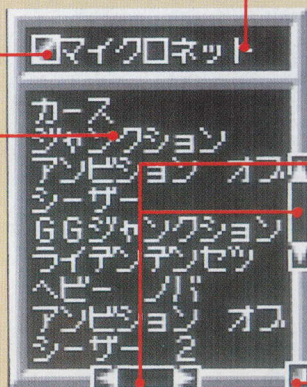 マイクロネット
カース
ジャンクション
アンビション オブ
シーザー
GGジャンクション
ライデンデンセツ
ヘビー ノバ
アンビション オブ
シーザー 2